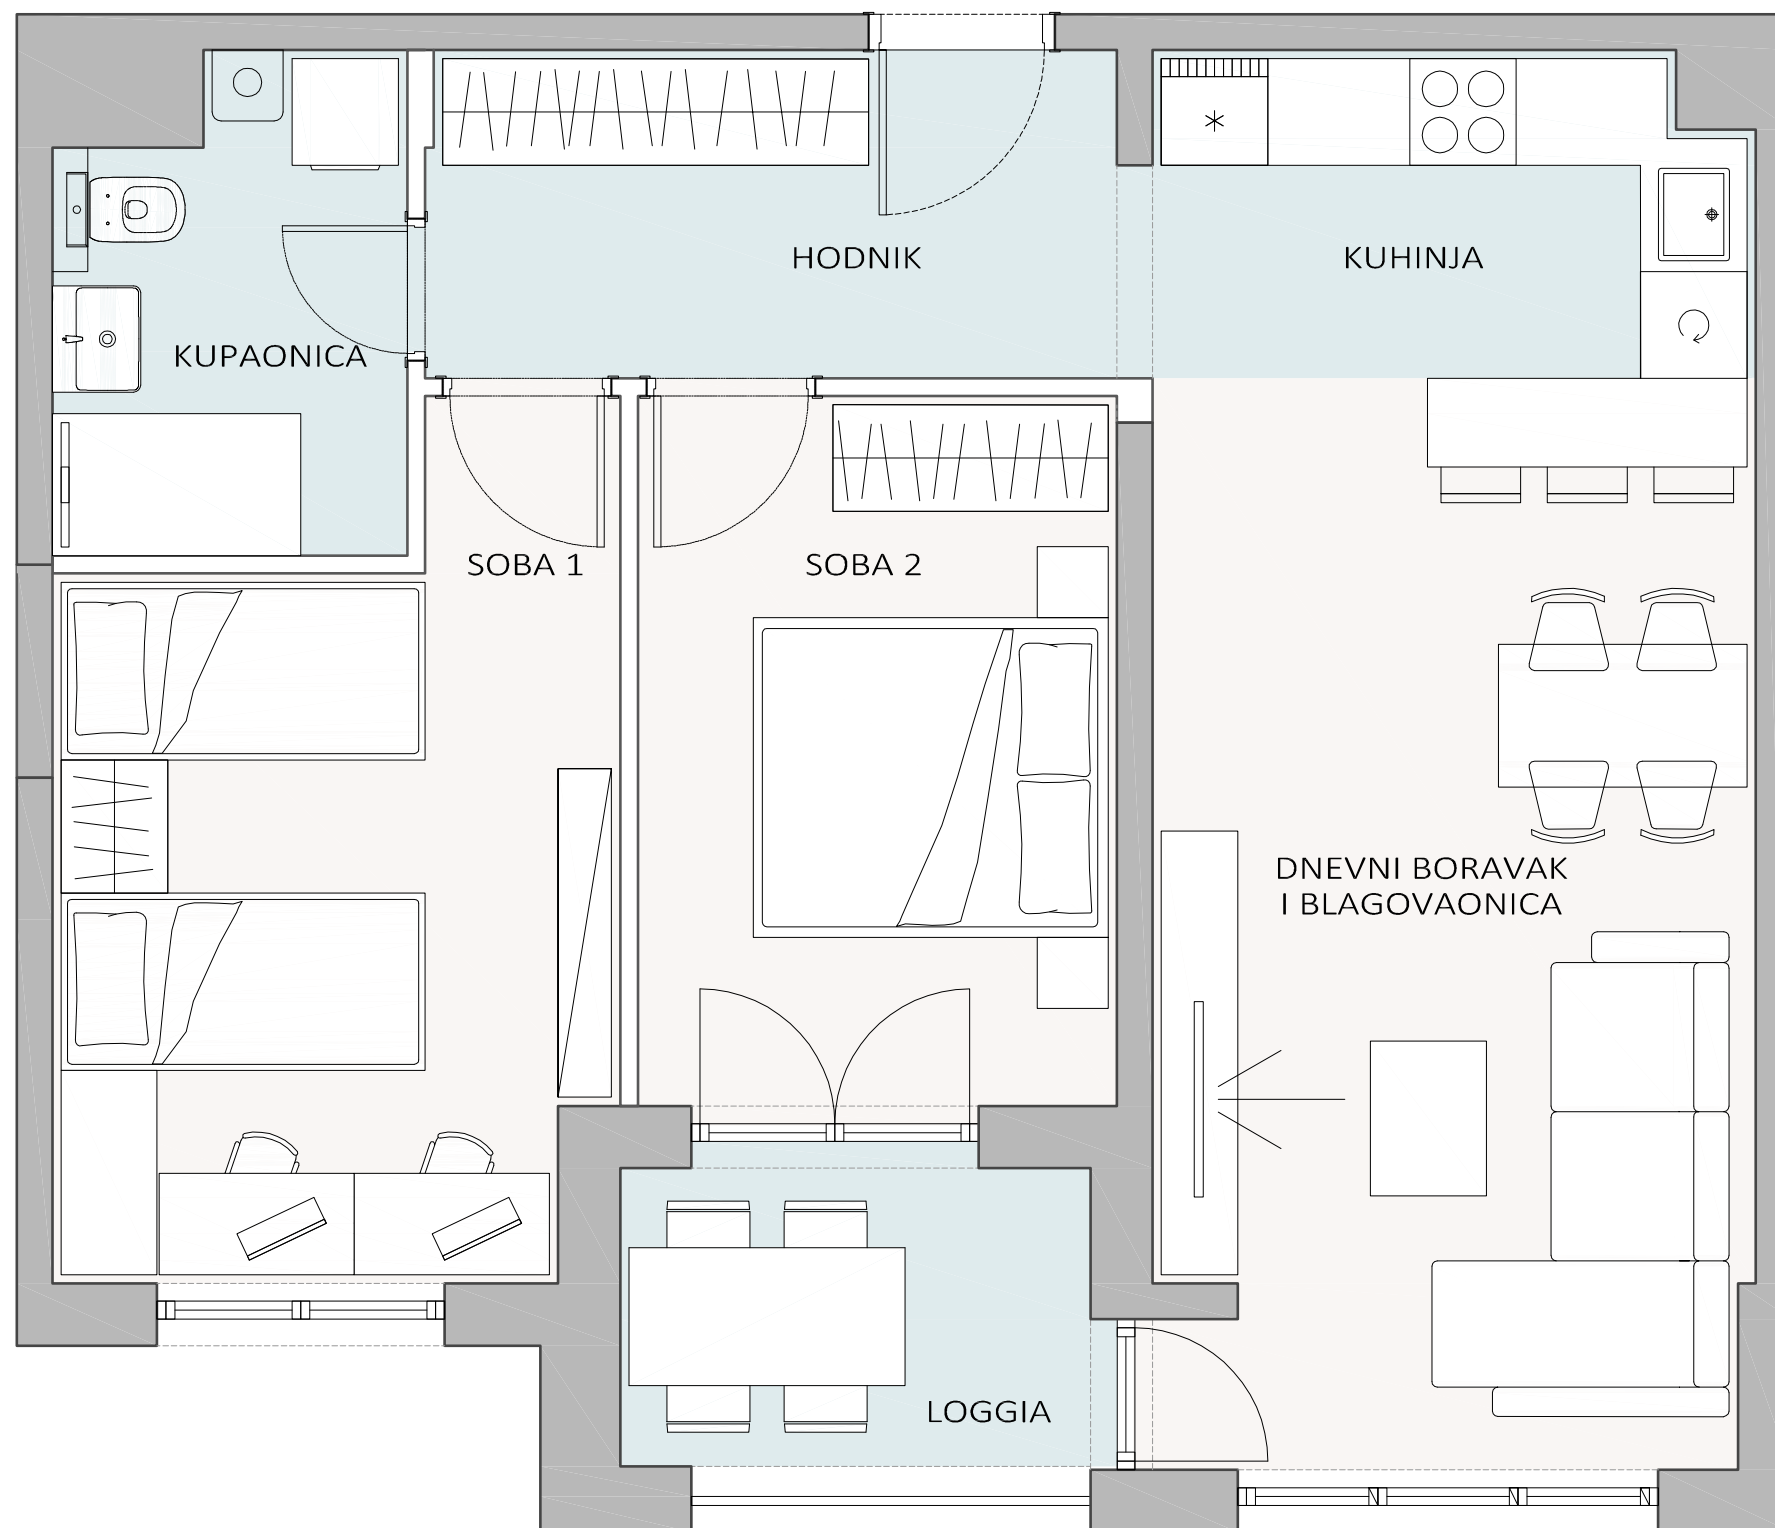 HODNIK
KUHINJA
KUPAONICA
SOBA 1
SOBA 2
DNEVNI BORAVAK
I BLAGOVAONICA
LOGGIA